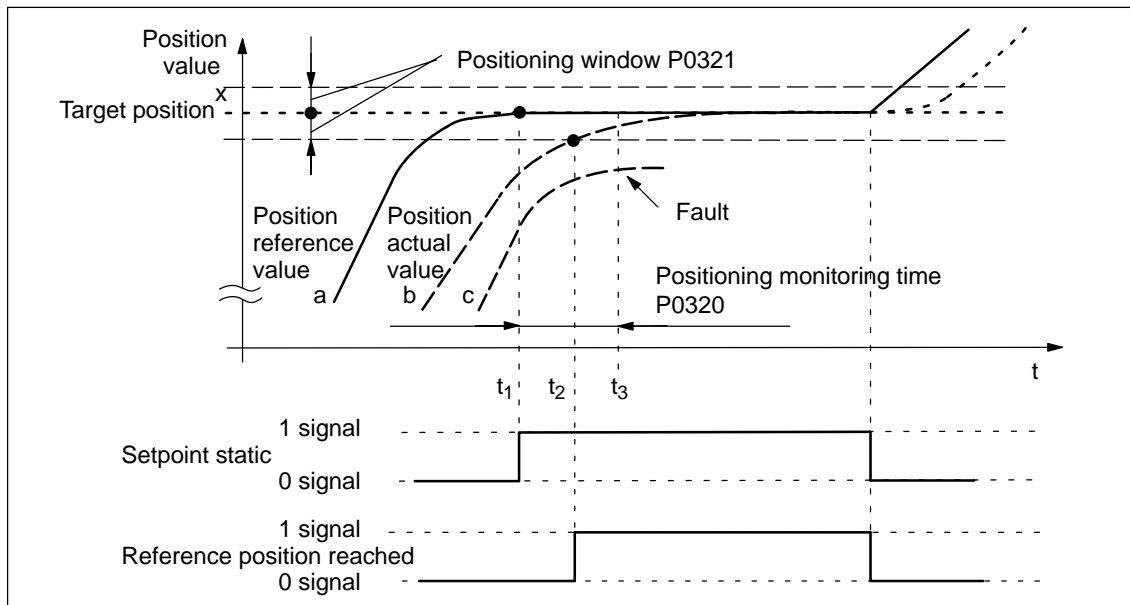 Position
value
x
Positioning window P0321
Target position
Position
reference
value
a
Position
actual
value
b
c
Fault
Positioning monitoring time
P0320
t
t1
t2
t3
1 signal
Setpoint static
0 signal
1 signal
Reference position reached
0 signal